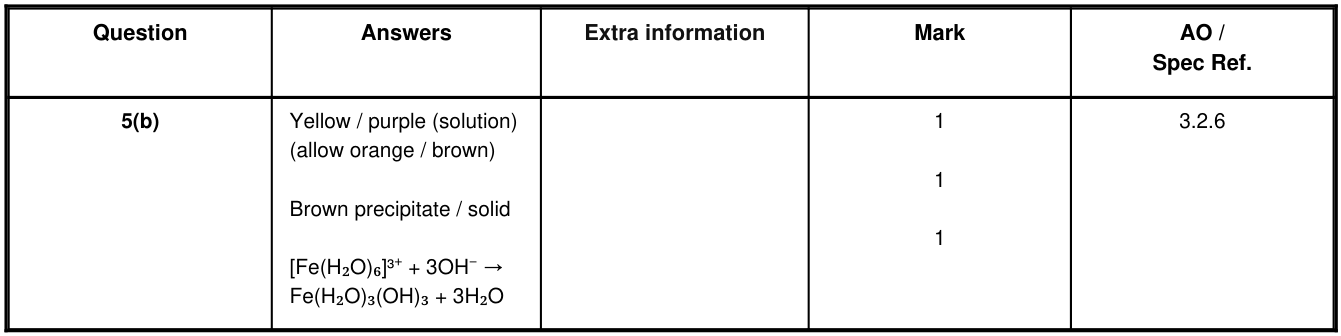 Question Answers Extra information Mark AO /
Spec Ref.
5(b) Yellow / purple (solution) 1 3.2.6
(allow orange / brown)
1
Brown precipitate / solid
1
[Fe(H₂O)₆]³⁺ + 3OH⁻ →
Fe(H₂O)₃(OH)₃ + 3H₂O